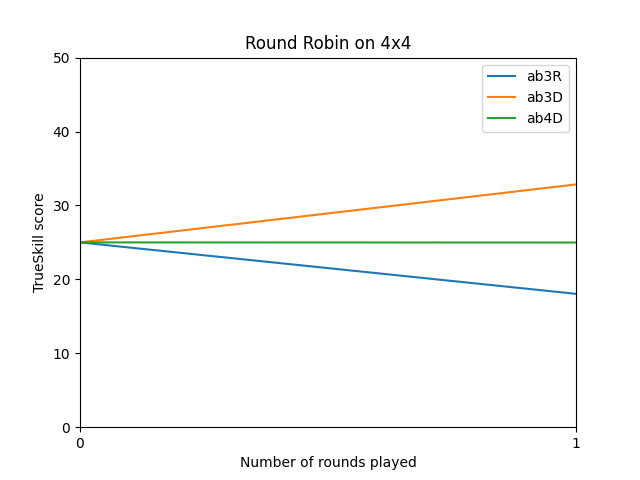 Round Robin on 4x4
50
40
30
20
10
0
TrueSkill score
ab3R
ab3D
ab4D
0
1
Number of rounds played